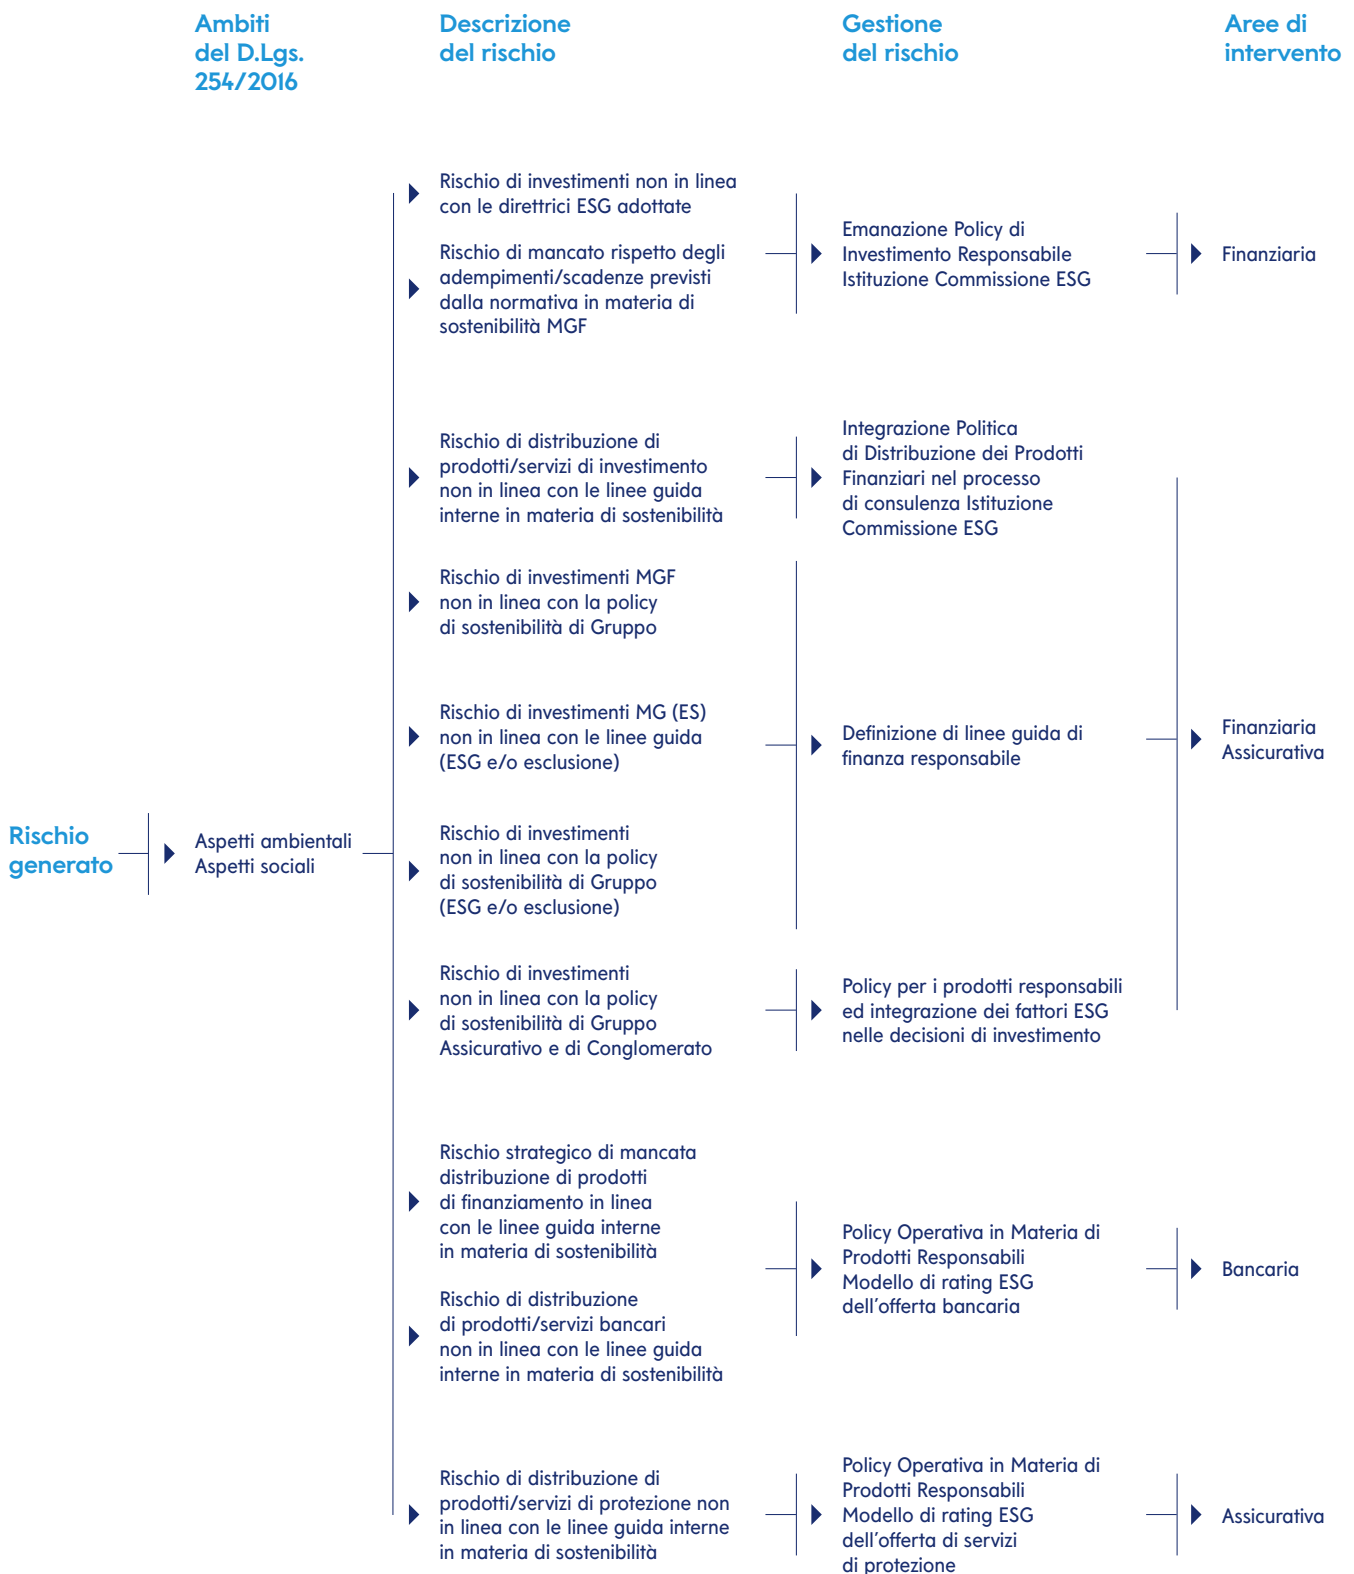 Ambiti
del D.Lgs.
254/2016
Descrizione
del rischio
Gestione
del rischio
Aree di
intervento
Rischio
generato
Aspetti ambientali
Aspetti sociali
Rischio di investimenti non in linea
con le direttrici ESG adottate
Rischio di mancato rispetto degli
adempimenti/scadenze previsti
dalla normativa in materia di
sostenibilità MGF
Emanazione Policy di
Investimento Responsabile
Istituzione Commissione ESG
Finanziaria
Rischio di distribuzione di
prodotti/servizi di investimento
non in linea con le linee guida
interne in materia di sostenibilità
Integrazione Politica
di Distribuzione dei Prodotti
Finanziari nel processo
di consulenza Istituzione
Commissione ESG
Rischio di investimenti MGF
non in linea con la policy
di sostenibilità di Gruppo
Rischio di investimenti MG (ES)
non in linea con le linee guida
(ESG e/o esclusione)
Rischio di investimenti
non in linea con la policy
di sostenibilità di Gruppo
(ESG e/o esclusione)
Definizione di linee guida di
finanza responsabile
Rischio di investimenti
non in linea con la policy
di sostenibilità di Gruppo
Assicurativo e di Conglomerato
Policy per i prodotti responsabili
ed integrazione dei fattori ESG
nelle decisioni di investimento
Finanziaria
Assicurativa
Rischio strategico di mancata
distribuzione di prodotti
di finanziamento in linea
con le linee guida interne
in materia di sostenibilità
Rischio di distribuzione
di prodotti/servizi bancari
non in linea con le linee guida
interne in materia di sostenibilità
Policy Operativa in Materia di
Prodotti Responsabili
Modello di rating ESG
dell'offerta bancaria
Bancaria
Rischio di distribuzione di
prodotti/servizi di protezione non
in linea con le linee guida interne
in materia di sostenibilità
Policy Operativa in Materia di
Prodotti Responsabili
Modello di rating ESG
dell'offerta di servizi
di protezione
Assicurativa